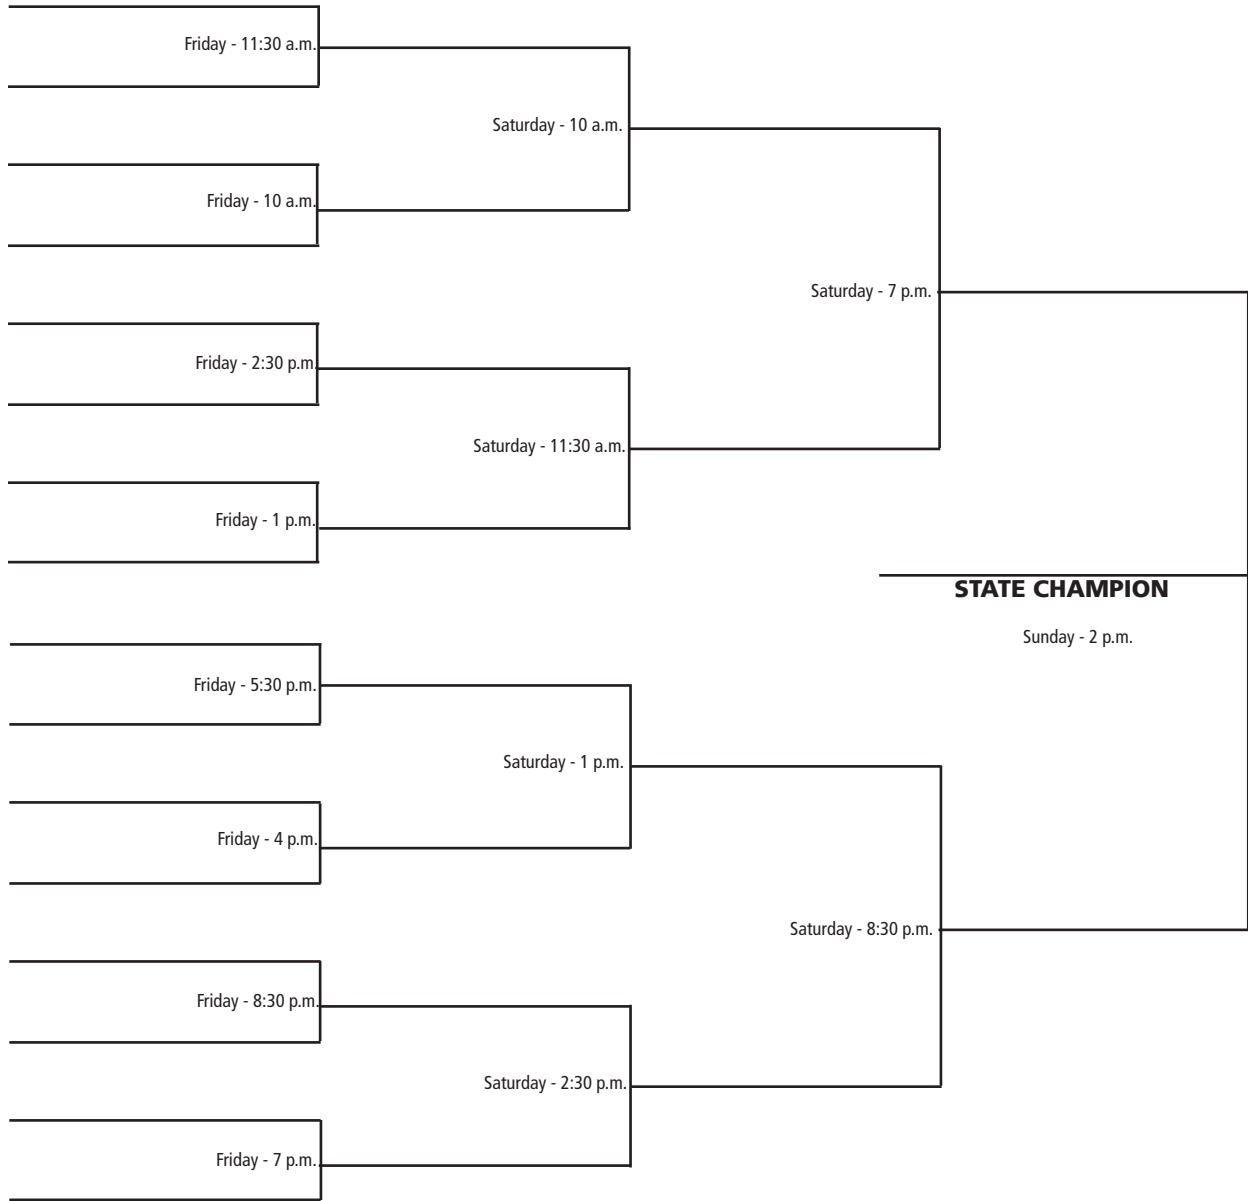 Friday - 11:30 a.m.
Saturday - 10 a.m.
Friday - 10 a.m.
Saturday - 7 p.m.
Friday - 2:30 p.m.
Saturday - 11:30 a.m.
Friday - 1 p.m.
STATE CHAMPION
Sunday - 2 p.m.
Friday - 5:30 p.m.
Saturday - 1 p.m.
Friday - 4 p.m.
Saturday - 8:30 p.m.
Friday - 8:30 p.m.
Saturday - 2:30 p.m.
Friday - 7 p.m.